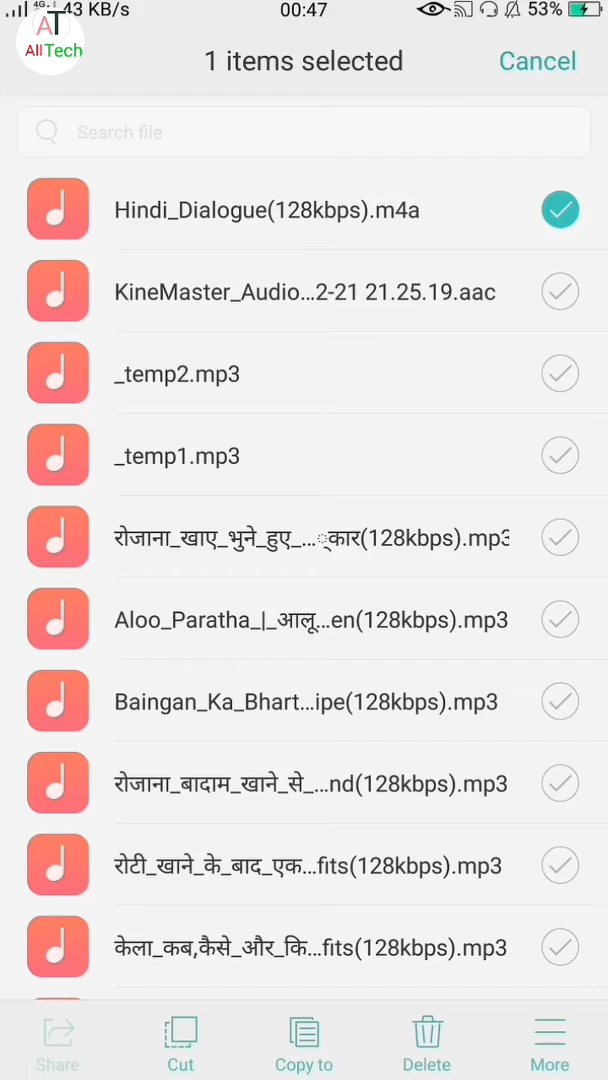 4G 43 KB/s 00:47 53%
AT
All Tech
1 items selected Cancel
Search file
Hindi_Dialogue(128kbps).m4a
KineMaster_Audio...2-21 21.25.19.aac
_temp2.mp3
_temp1.mp3
रोजाना_खाए_भुने_हुए_...्कार(128kbps).mp3
Aloo_Paratha_|_आलू...en(128kbps).mp3
Baingan_Ka_Bhart...ipe(128kbps).mp3
रोजाना_बादाम_खाने_से_...nd(128kbps).mp3
रोटी_खाने_के_बाद_एक...fits(128kbps).mp3
केला_कब,कैसे_और_कि...fits(128kbps).mp3
Share Cut Copy to Delete More